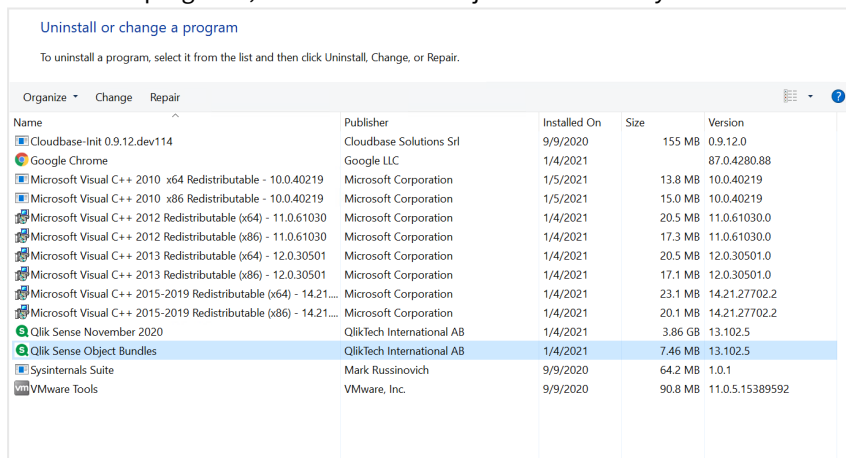 Uninstall or change a program
To uninstall a program, select it from the list and then click Uninstall, Change, or Repair.
Organize Change Repair
Name Publisher Installed On Size Version
Cloudbase-Init 0.9.12.dev114 Cloudbase Solutions Srl 9/9/2020 155 MB 0.9.12.0
Google Chrome Google LLC 1/4/2021 87.0.4280.88
Microsoft Visual C++ 2010 x64 Redistributable - 10.0.40219 Microsoft Corporation 1/5/2021 13.8 MB 10.0.40219
Microsoft Visual C++ 2010 x86 Redistributable - 10.0.40219 Microsoft Corporation 1/5/2021 15.0 MB 10.0.40219
Microsoft Visual C++ 2012 Redistributable (x64) - 11.0.61030 Microsoft Corporation 1/4/2021 20.5 MB 11.0.61030.0
Microsoft Visual C++ 2012 Redistributable (x86) - 11.0.61030 Microsoft Corporation 1/4/2021 17.3 MB 11.0.61030.0
Microsoft Visual C++ 2013 Redistributable (x64) - 12.0.30501 Microsoft Corporation 1/4/2021 20.5 MB 12.0.30501.0
Microsoft Visual C++ 2013 Redistributable (x86) - 12.0.30501 Microsoft Corporation 1/4/2021 17.1 MB 12.0.30501.0
Microsoft Visual C++ 2015-2019 Redistributable (x64) - 14.21.... Microsoft Corporation 1/4/2021 23.1 MB 14.21.27702.2
Microsoft Visual C++ 2015-2019 Redistributable (x86) - 14.21.... Microsoft Corporation 1/4/2021 20.1 MB 14.21.27702.2
Qlik Sense November 2020 QlikTech International AB 1/4/2021 3.86 GB 13.102.5
Qlik Sense Object Bundles QlikTech International AB 1/4/2021 7.46 MB 13.102.5
Sysinternals Suite Mark Russinovich 9/9/2020 64.2 MB 1.0.1
VMware Tools VMware, Inc. 9/9/2020 90.8 MB 11.0.5.15389592